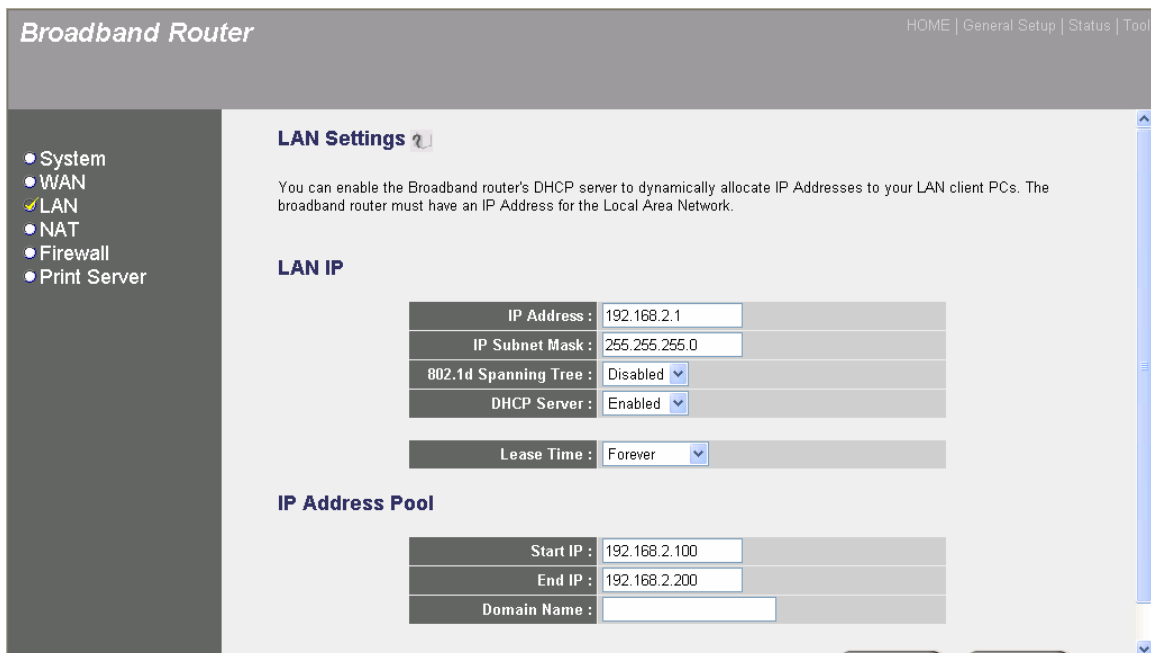 Broadband Router
HOME | General Setup | Status | Tool
System
WAN
LAN
NAT
Firewall
Print Server
LAN Settings
You can enable the Broadband router's DHCP server to dynamically allocate IP Addresses to your LAN client PCs. The
broadband router must have an IP Address for the Local Area Network.
LAN IP
IP Address : 192.168.2.1
IP Subnet Mask : 255.255.255.0
802.1d Spanning Tree : Disabled
DHCP Server : Enabled
Lease Time : Forever
IP Address Pool
Start IP : 192.168.2.100
End IP : 192.168.2.200
Domain Name :